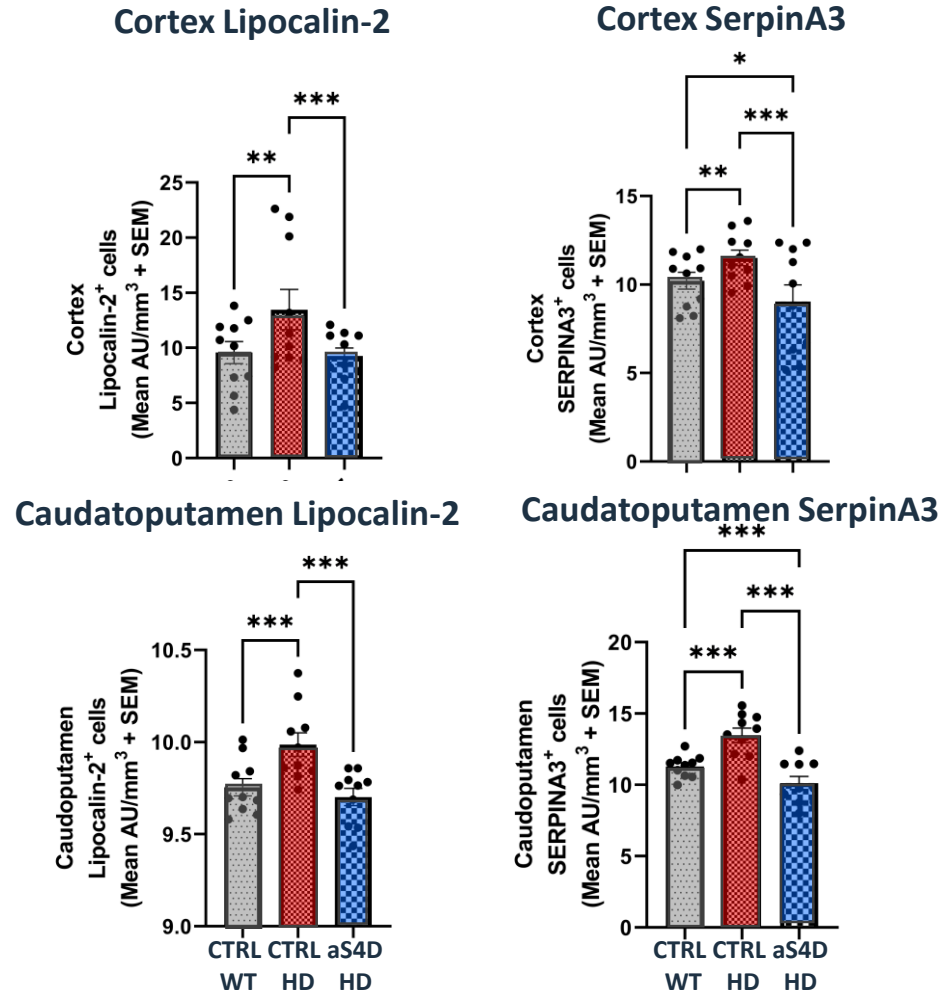 Cortex Lipocalin-2
***
**
25
20
15
10
5
0
Cortex
Lipocalin-2+ cells
(Mean AU/mm3 + SEM)
Cortex SerpinA3
*
***
**
15
10
5
0
Cortex
SERPINA3+ cells
(Mean AU/mm3 + SEM)
Caudatoputamen Lipocalin-2
***
***
10.5
10.0
9.5
9.0
Caudoputamen
Lipocalin-2+ cells
(Mean AU/mm3 + SEM)
CTRL CTRL aS4D
WT HD HD
Caudatoputamen SerpinA3
***
***
***
20
15
10
5
0
Caudoputamen
SERPINA3+ cells
(Mean AU/mm3 + SEM)
CTRL CTRL aS4D
WT HD HD